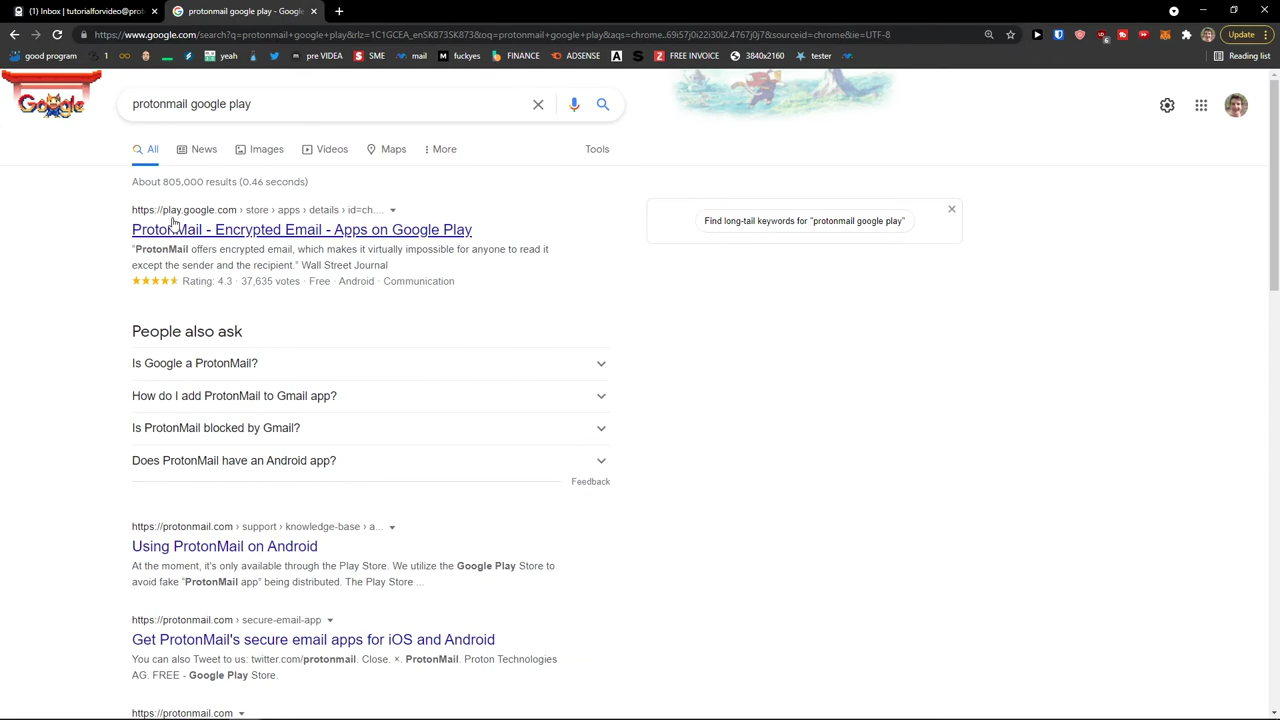 (1) Inbox | tutorialforvideo@proto
protonmail google play - Google
https://www.google.com/search?q=protonmail+google+play&rlz=1C1GCEA_enSK873SK873&oq=protonmail+google+play&aqs=chrome..69i57j0i22i30l2.4767j0j7&sourceid=chrome&ie=UTF-8
Update
good program
1
yeah
pre VIDEA
SME
mail
fuckyes
FINANCE
ADSENSE
FREE INVOICE
3840x2160
tester
Reading list
Google
protonmail google play
All
News
Images
Videos
Maps
More
Tools
About 805,000 results (0.46 seconds)
https://play.google.com › store › apps › details › id=ch....
ProtonMail - Encrypted Email - Apps on Google Play
"ProtonMail offers encrypted email, which makes it virtually impossible for anyone to read it
except the sender and the recipient." Wall Street Journal
Rating: 4.3 · 37,635 votes · Free · Android · Communication
Find long-tail keywords for "protonmail google play"
People also ask
Is Google a ProtonMail?
How do I add ProtonMail to Gmail app?
Is ProtonMail blocked by Gmail?
Does ProtonMail have an Android app?
Feedback
https://protonmail.com › support › knowledge-base › a...
Using ProtonMail on Android
At the moment, it's only available through the Play Store. We utilize the Google Play Store to
avoid fake "ProtonMail app" being distributed. The Play Store ...
https://protonmail.com › secure-email-app
Get ProtonMail's secure email apps for iOS and Android
You can also Tweet to us: twitter.com/protonmail. Close. ×. ProtonMail. Proton Technologies
AG. FREE - Google Play Store.
https://protonmail.com